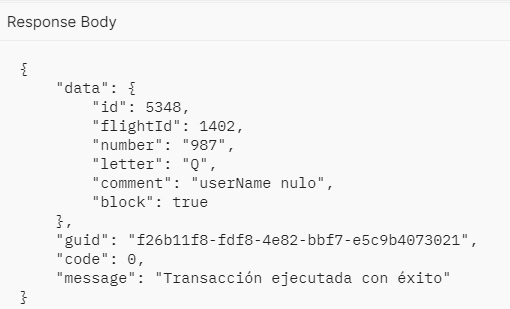 Response Body
{
"data": {
"id": 5348,
"flightId": 1402,
"number": "987",
"letter": "Q",
"comment": "userName nulo",
"block": true
},
"guid": "f26b11f8-fdf8-4e82-bbf7-e5c9b4073021",
"code": 0,
"message": "Transacción ejecutada con éxito"
}